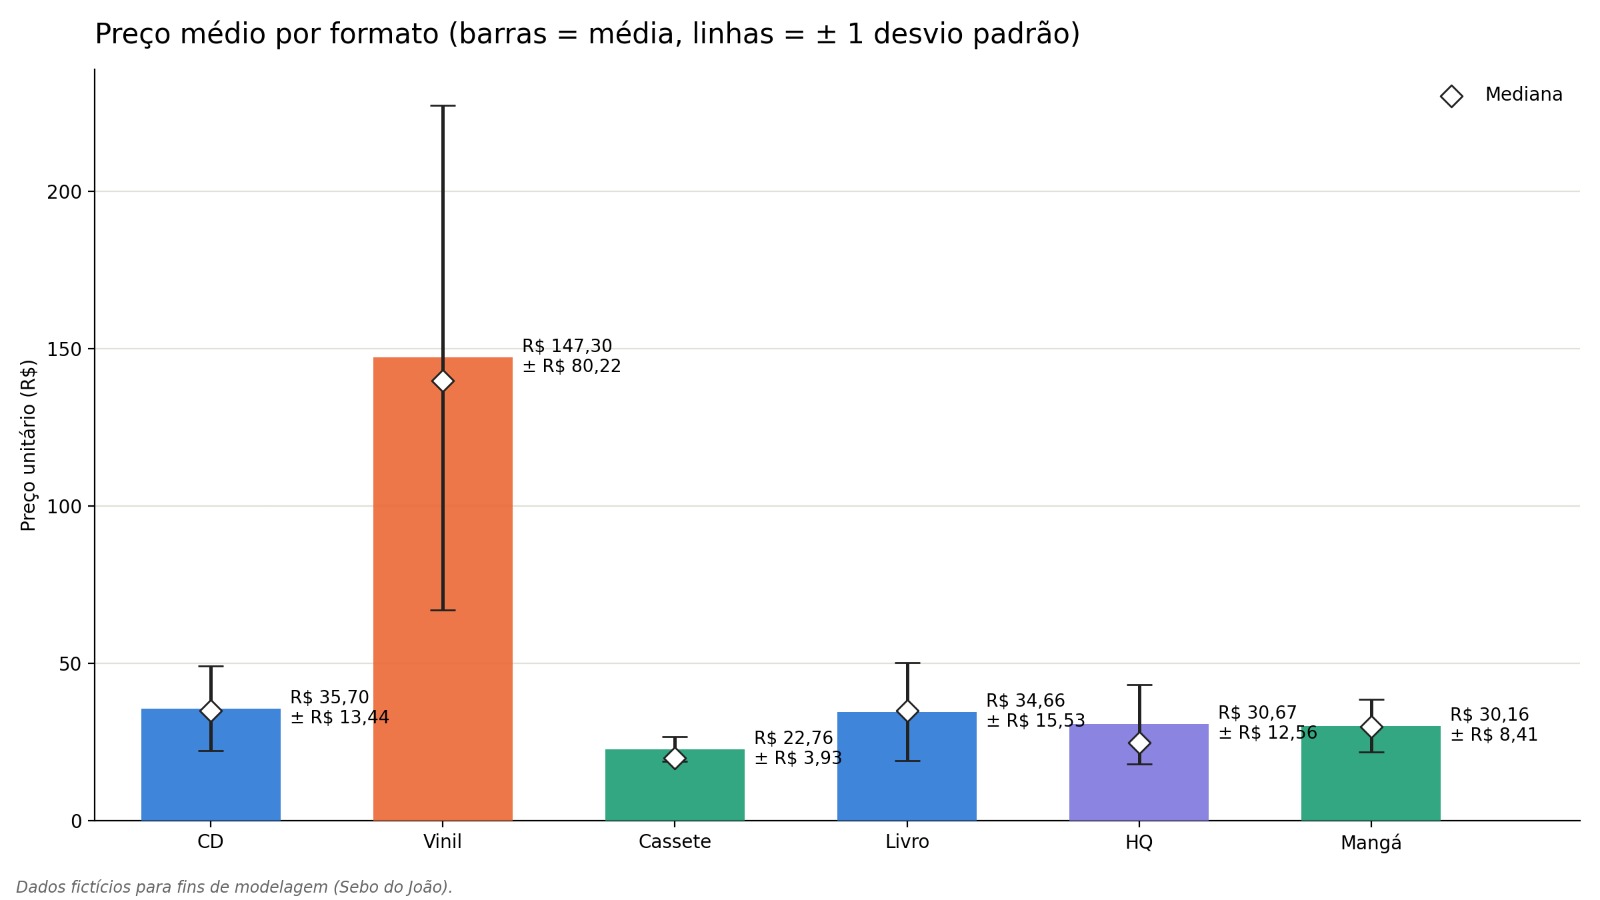 Preço médio por formato (barras = média, linhas = ± 1 desvio padrão)
Mediana
Preço unitário (R$)
200
150
100
50
0
R$ 35,70
± R$ 13,44
R$ 147,30
± R$ 80,22
R$ 22,76
± R$ 3,93
R$ 34,66
± R$ 15,53
R$ 30,67
± R$ 12,56
R$ 30,16
± R$ 8,41
CD
Vinil
Cassete
Livro
HQ
Mangá
Dados fictícios para fins de modelagem (Sebo do João).